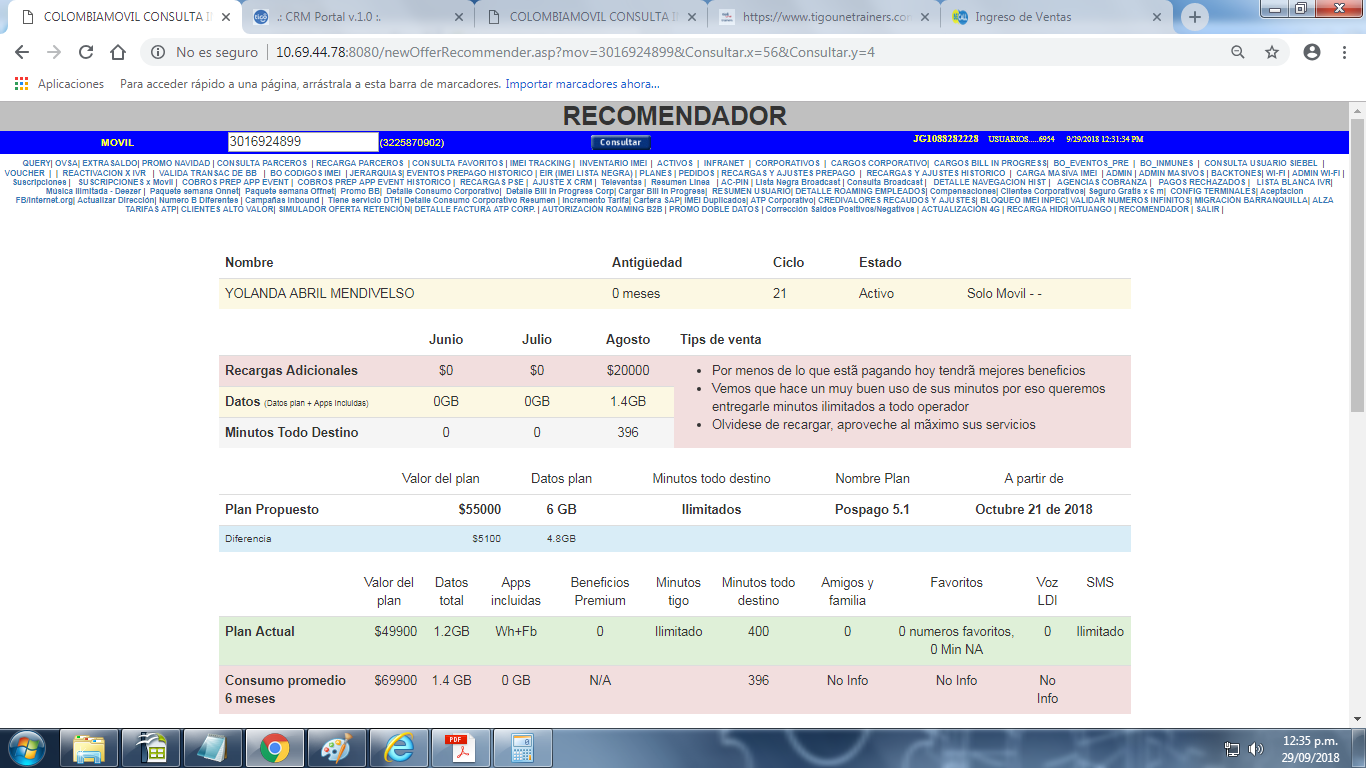 COLOMBIAMOVIL CONSULTA I
.: CRM Portal v.1.0 :.
COLOMBIAMOVIL CONSULTA IN
https://www.tigounetrainers.con
Ingreso de Ventas
No es seguro | 10.69.44.78:8080/newOfferRecommender.asp?mov=3016924899&Consultar.x=56&Consultar.y=4
Aplicaciones Para acceder rápido a una página, arrástrala a esta barra de marcadores. Importar marcadores ahora...
RECOMENDADOR
MOVIL 3016924899 (3225870902) Consultar JG1088282228 USUARIOS.....6954 9/29/2018 12:31:34 PM
QUERY| OVSA| EXTRASALDO| PROMO NAVIDAD | CONSULTA PARCEROS | RECARGA PARCEROS | CONSULTA FAVORITOS | IMEI TRACKING | INVENTARIO IMEI | ACTIVOS | INFRANET | CORPORATIVOS | CARGOS CORPORATIVO| CARGOS BILL IN PROGRESS| BO_EVENTOS_PRE | BO_INMUNES | CONSULTA USUARIO SIEBEL |
VOUCHER | | REACTIVACION X IVR | VALIDA TRANSAC DE BB | BO CODIGOS IMEI | JERARQUIAS| EVENTOS PREPAGO HISTORICO | EIR (IMEI LISTA NEGRA) | PLANES | PEDIDOS | RECARGAS Y AJUSTES PREPAGO | RECARGAS Y AJUSTES HISTORICO | CARGA MASIVA IMEI | ADMIN | ADMIN MASIVOS | BACKTONES| WI-FI | ADMIN WI-FI |
Suscripciones | SUSCRIPCIONES x Movil | COBROS PREP APP EVENT | COBROS PREP APP EVENT HISTORICO | RECARGAS PSE | AJUSTE X CRM | Televentas | Resumen Linea | AC-PIN | Lista Negra Broadcast | Consulta Broadcast | DETALLE NAVEGACION HIST | AGENCIAS COBRANZA | PAGOS RECHAZADOS | LISTA BLANCA IVR|
Musica Ilimitada - Deezer | Paquete semana Onnet| Paquete semana Offnet| Promo BB| Detalle Consumo Corporativo| Detalle Bill In Progress Corp| Cargar Bill In Progress| RESUMEN USUARIO| DETALLE ROAMING EMPLEADOS| Compensaciones| Clientes Corporativos| Seguro Gratis x 6 m| CONFIG TERMINALES| Aceptacion
FB/Internet.org| Actualizar Dirección| Numero B Diferentes | Campañas Inbound | Tiene servicio DTH| Detalle Consumo Corporativo Resumen | Incremento Tarifa| Cartera SAP| IMEI Duplicados| ATP Corporativo| CREDIVALORES RECAUDOS Y AJUSTES| BLOQUEO IMEI INPEC| VALIDAR NUMEROS INFINITOS| MIGRACIÓN BARRANQUILLA| ALZA
TARIFAS ATP| CLIENTES ALTO VALOR| SIMULADOR OFERTA RETENCIÓN| DETALLE FACTURA ATP CORP. | AUTORIZACIÓN ROAMING B2B | PROMO DOBLE DATOS | Corrección Saldos Positivos/Negativos | ACTUALIZACIÓN 4G | RECARGA HIDROITUANGO | RECOMENDADOR | SALIR |
Nombre Antigüedad Ciclo Estado
YOLANDA ABRIL MENDIVELSO 0 meses 21 Activo Solo Movil - -
Junio Julio Agosto Tips de venta
Recargas Adicionales $0 $0 $20000
Datos (Datos plan + Apps Incluidas) 0GB 0GB 1.4GB
Minutos Todo Destino 0 0 396
Por menos de lo que está pagando hoy tendrã mejores beneficios
Vemos que hace un muy buen uso de sus minutos por eso queremos
entregarle minutos ilimitados a todo operador
Olvidese de recargar, aproveche al mãximo sus servicios
Valor del plan Datos plan Minutos todo destino Nombre Plan A partir de
Plan Propuesto $55000 6 GB Ilimitados Pospago 5.1 Octubre 21 de 2018
Diferencia $5100 4.8GB
Valor del Datos Apps Beneficios Minutos Minutos todo Amigos y Favoritos Voz SMS
plan total incluidas Premium tigo destino familia LDI
Plan Actual $49900 1.2GB Wh+Fb 0 Ilimitado 400 0 0 numeros favoritos, 0 Ilimitado
0 Min NA
Consumo promedio $69900 1.4 GB 0 GB N/A 396 No Info No Info No
6 meses Info
12:35 p.m.
29/09/2018